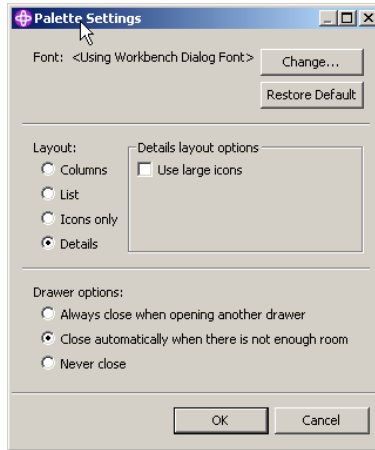 Palette Settings
Font: <Using Workbench Dialog Font> Change...
Restore Default
Layout: Details layout options
Columns Use large icons
List
Icons only
Details
Drawer options:
Always close when opening another drawer
Close automatically when there is not enough room
Never close
OK Cancel